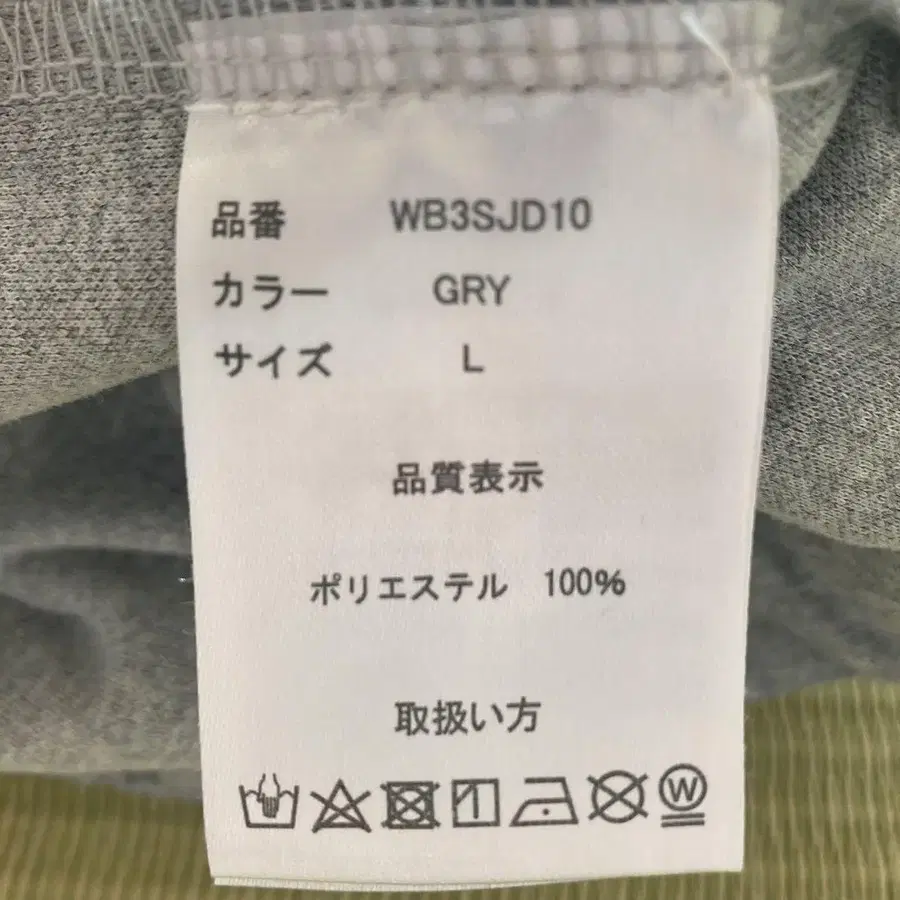 品番 WB3SJD10
カラー GRY
サイズ L
品質表示
ポリエステル 100%
取扱い方
W